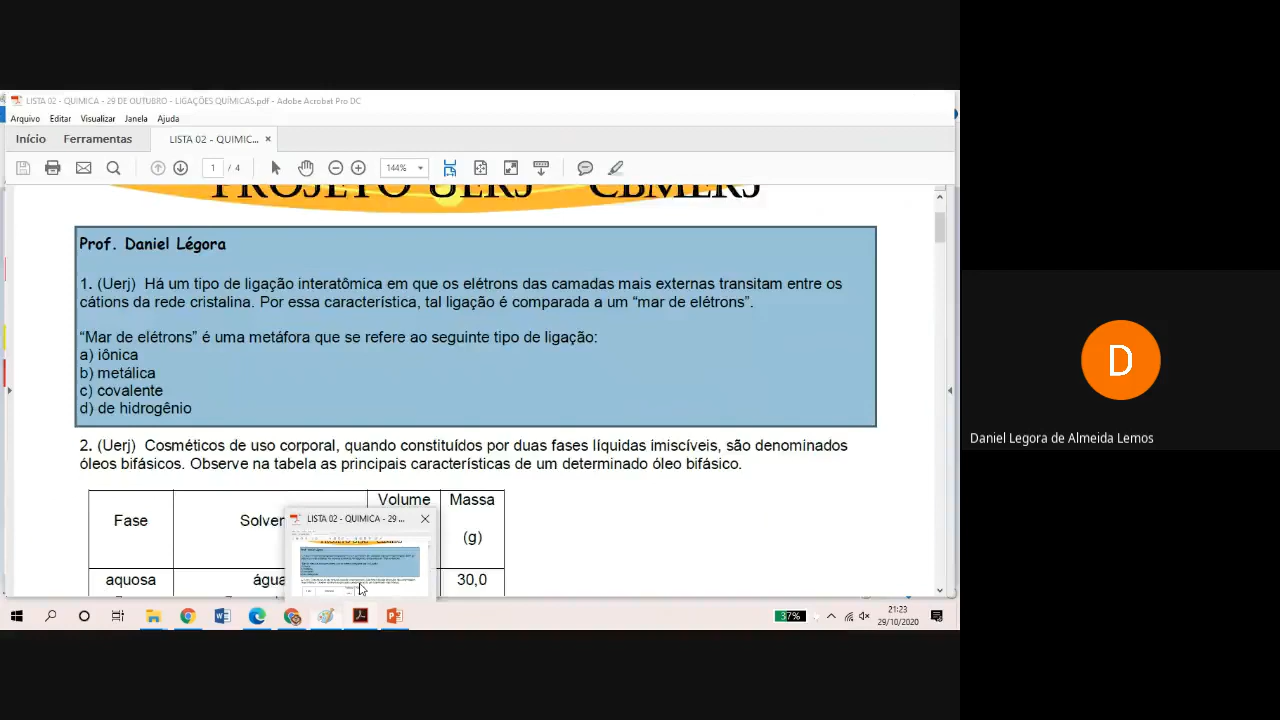 LISTA 02 - QUIMICA - 29 DE OUTUBRO - LIGAÇÕES QUÍMICAS.pdf - Adobe Acrobat Pro DC
Arquivo Editar Visualizar Janela Ajuda
Início Ferramentas LISTA 02 - QUIMIC... ×
1 / 4 144%
PROJETO UERJ - CBMERJ
Prof. Daniel Légora
1. (Uerj) Há um tipo de ligação interatômica em que os elétrons das camadas mais externas transitam entre os
cátions da rede cristalina. Por essa característica, tal ligação é comparada a um “mar de elétrons”.
“Mar de elétrons” é uma metáfora que se refere ao seguinte tipo de ligação:
a) iônica
b) metálica
c) covalente
d) de hidrogênio
2. (Uerj) Cosméticos de uso corporal, quando constituídos por duas fases líquidas imiscíveis, são denominados
óleos bifásicos. Observe na tabela as principais características de um determinado óleo bifásico.
Fase Solven Volume Massa
(g)
LISTA 02 - QUIMICA - 29 ...
aquosa água 30,0
37%
21:23
29/10/2020
D
Daniel Legora de Almeida Lemos